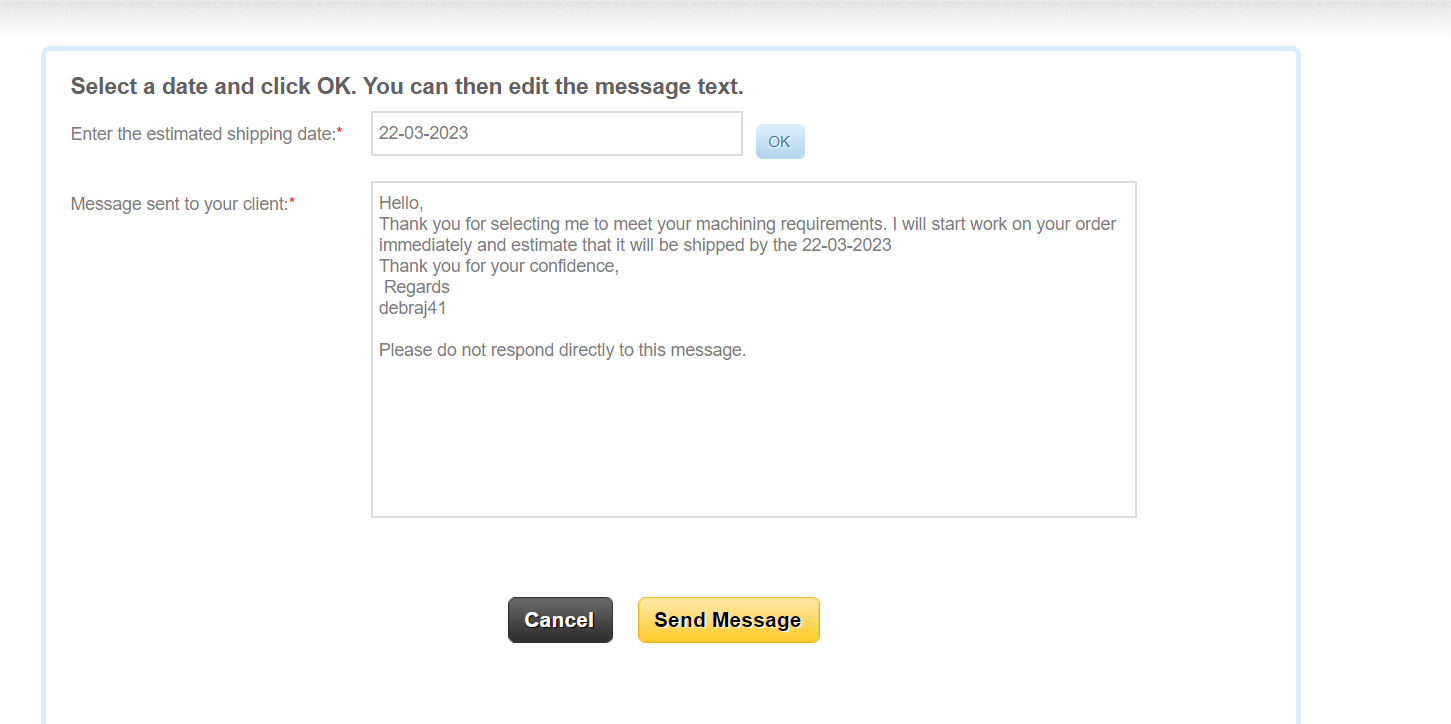 Select a date and click OK. You can then edit the message text.
Enter the estimated shipping date:*
22-03-2023
OK
Message sent to your client:*
Hello,
Thank you for selecting me to meet your machining requirements. I will start work on your order
immediately and estimate that it will be shipped by the 22-03-2023
Thank you for your confidence,
Regards
debraj41
Please do not respond directly to this message.
Cancel
Send Message